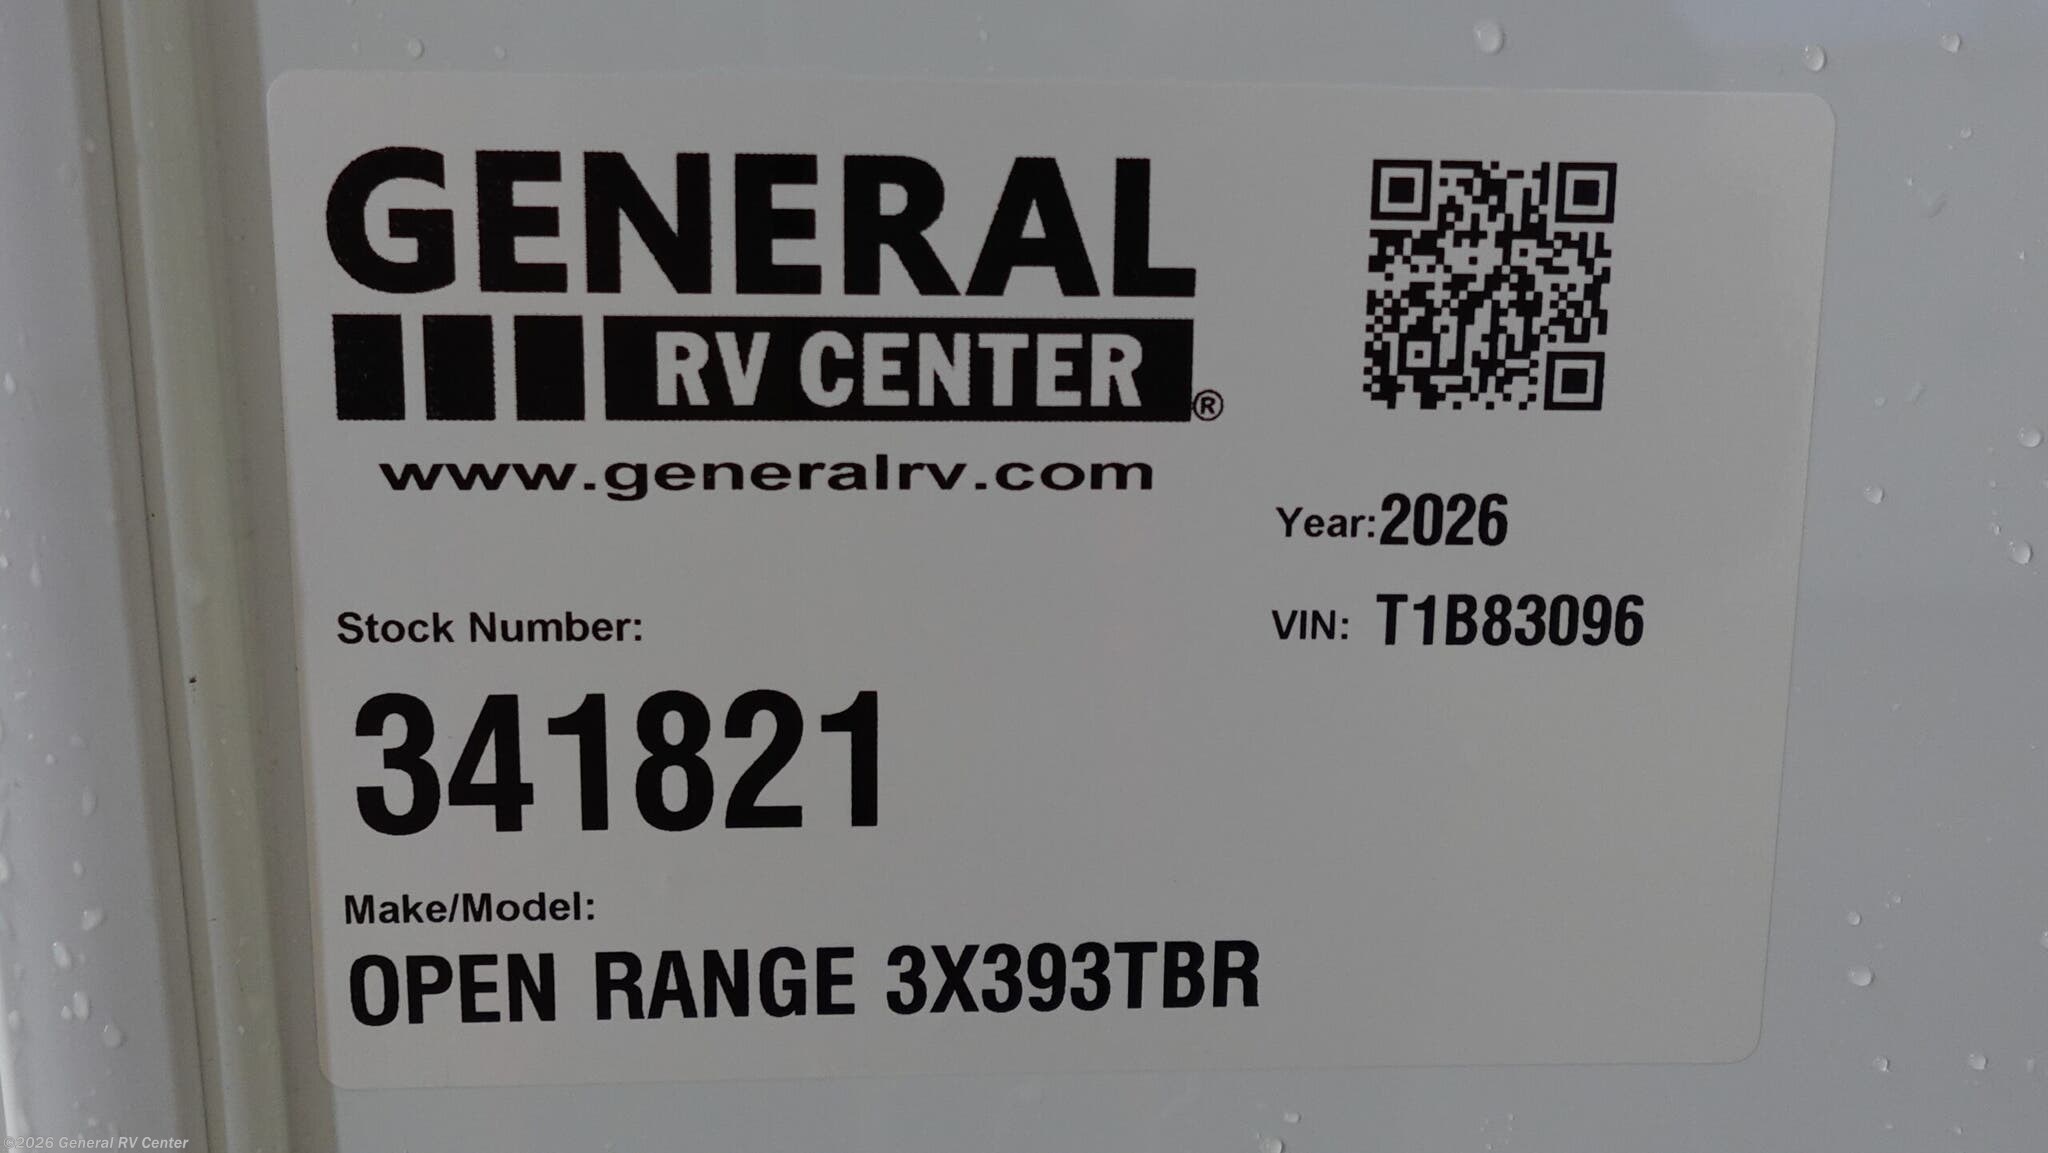 GENERAL
RV CENTER®
www.generalrv.com
Year:2026
VIN: T1B83096
Stock Number:
341821
Make/Model:
OPEN RANGE 3X393TBR
©2026 General RV Center